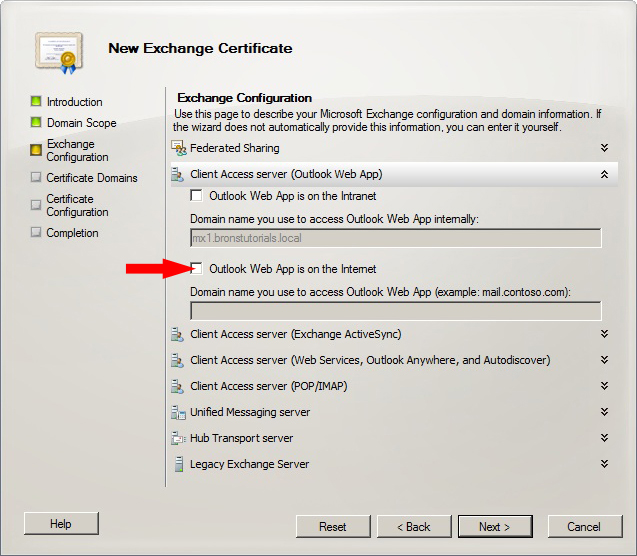 New Exchange Certificate
Introduction
Domain Scope
Exchange
Configuration
Certificate Domains
Certificate
Configuration
Completion
Exchange Configuration
Use this page to describe your Microsoft Exchange configuration and domain information. If
the wizard does not automatically provide this information, you can enter it yourself.
Federated Sharing
Client Access server (Outlook Web App)
Outlook Web App is on the Intranet
Domain name you use to access Outlook Web App internally:
mx1.bronstutorials.local
Outlook Web App is on the Internet
Domain name you use to access Outlook Web App (example: mail.contoso.com):
Client Access server (Exchange ActiveSync)
Client Access server (Web Services, Outlook Anywhere, and Autodiscover)
Client Access server (POP/IMAP)
Unified Messaging server
Hub Transport server
Legacy Exchange Server
Help
Reset
< Back
Next >
Cancel